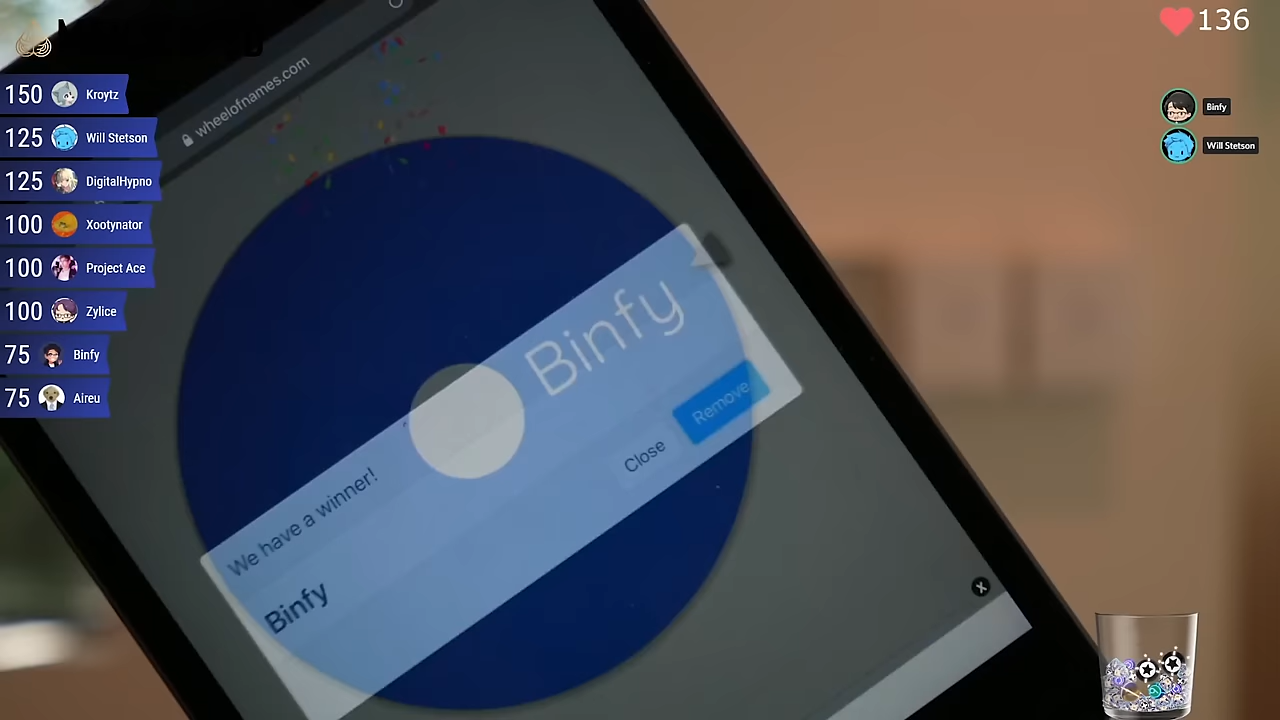 136
150 Kroytz
125 Will Stetson
125 DigitalHypno
100 Xootynator
100 Project Ace
100 Zylice
75 Binfy
75 Aireu
Binfy
Will Stetson
wheelofnames.com
Binfy
We have a winner!
Binfy
Close
Remove